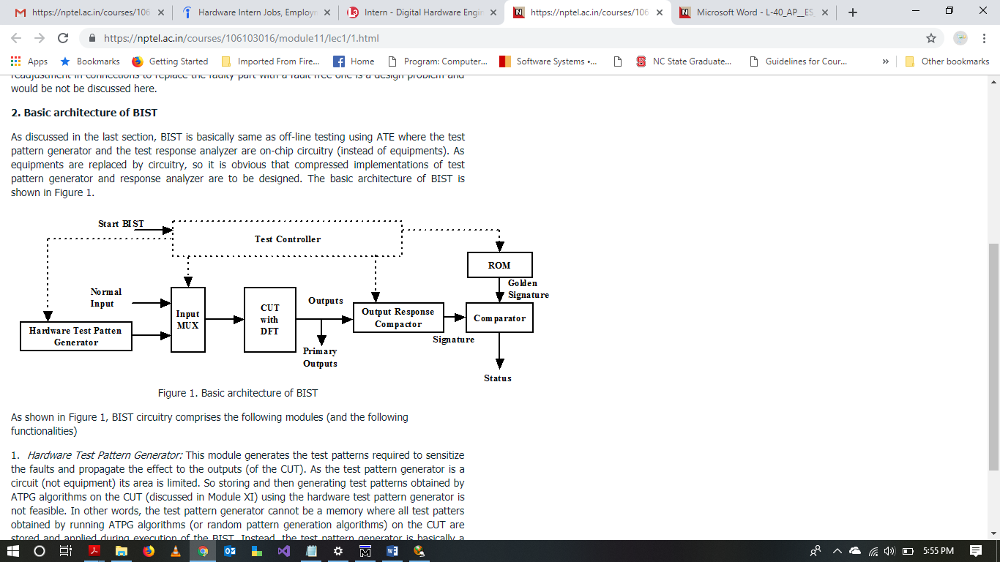 https://nptel.ac.in/courses/106
Hardware Intern Jobs, Employn
Intern - Digital Hardware Engin
https://nptel.ac.in/courses/106
Microsoft Word - L-40_AP__ES_
https://nptel.ac.in/courses/106103016/module11/lec1/1.html
Apps
Bookmarks
Getting Started
Imported From Fire...
Home
Program: Computer...
Software Systems •...
NC State Graduate...
Guidelines for Cour...
»
Other bookmarks
readjustment in connections to replace the faulty part with a fault free one is a design problem and
would be not be discussed here.
2. Basic architecture of BIST
As discussed in the last section, BIST is basically same as off-line testing using ATE where the test
pattern generator and the test response analyzer are on-chip circuitry (instead of equipments). As
equipments are replaced by circuitry, so it is obvious that compressed implementations of test
pattern generator and response analyzer are to be designed. The basic architecture of BIST is
shown in Figure 1.
Start BIST
Test Controller
ROM
Golden
Signature
Normal
Input
Input
MUX
CUT
with
DFT
Outputs
Output Response
Compactor
Comparator
Hardware Test Patten
Generator
Signature
Primary
Outputs
Status
Figure 1. Basic architecture of BIST
As shown in Figure 1, BIST circuitry comprises the following modules (and the following
functionalities)
1. Hardware Test Pattern Generator: This module generates the test patterns required to sensitize
the faults and propagate the effect to the outputs (of the CUT). As the test pattern generator is a
circuit (not equipment) its area is limited. So storing and then generating test patterns obtained by
ATPG algorithms on the CUT (discussed in Module XI) using the hardware test pattern generator is
not feasible. In other words, the test pattern generator cannot be a memory where all test patters
obtained by running ATPG algorithms (or random pattern generation algorithms) on the CUT are
stored and applied during execution of the BIST. Instead, the test pattern generator is basically a
5:55 PM